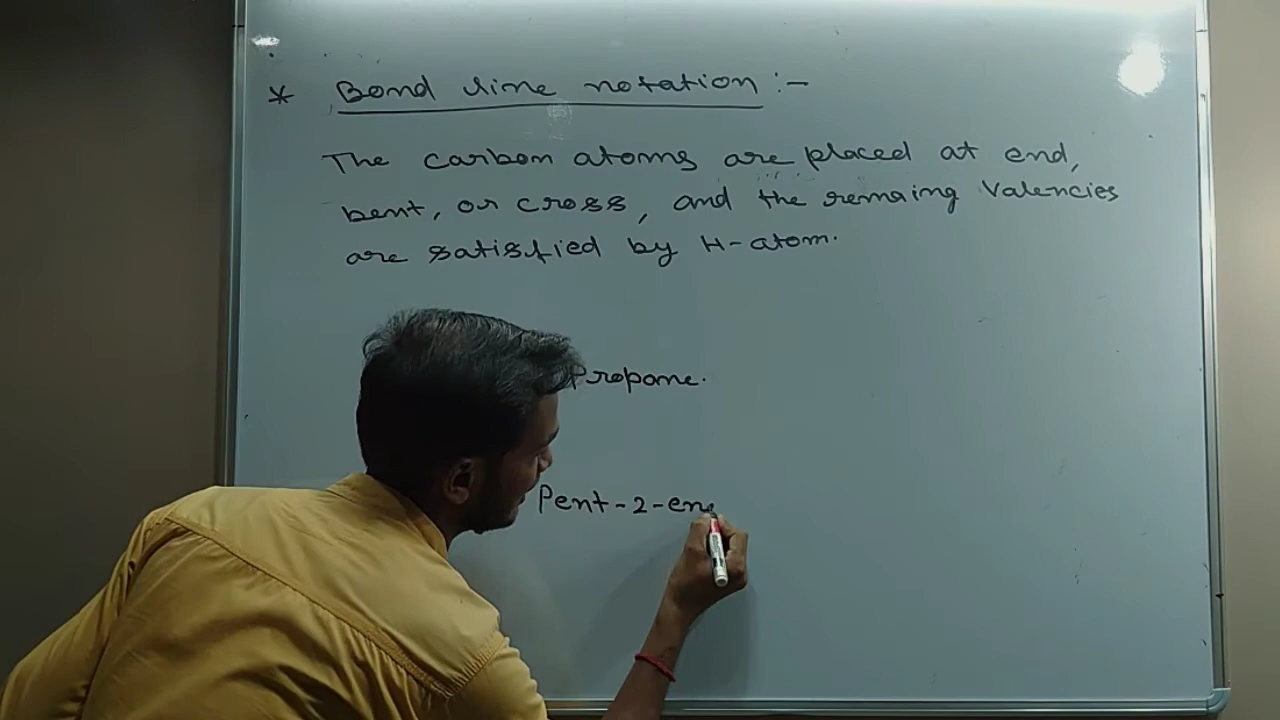 * Bond line notation :-
The carbon atoms are placed at end,
bent, or cross, and the remaing valencies
are satisfied by H-atom.
Propane.
Pent-2-en